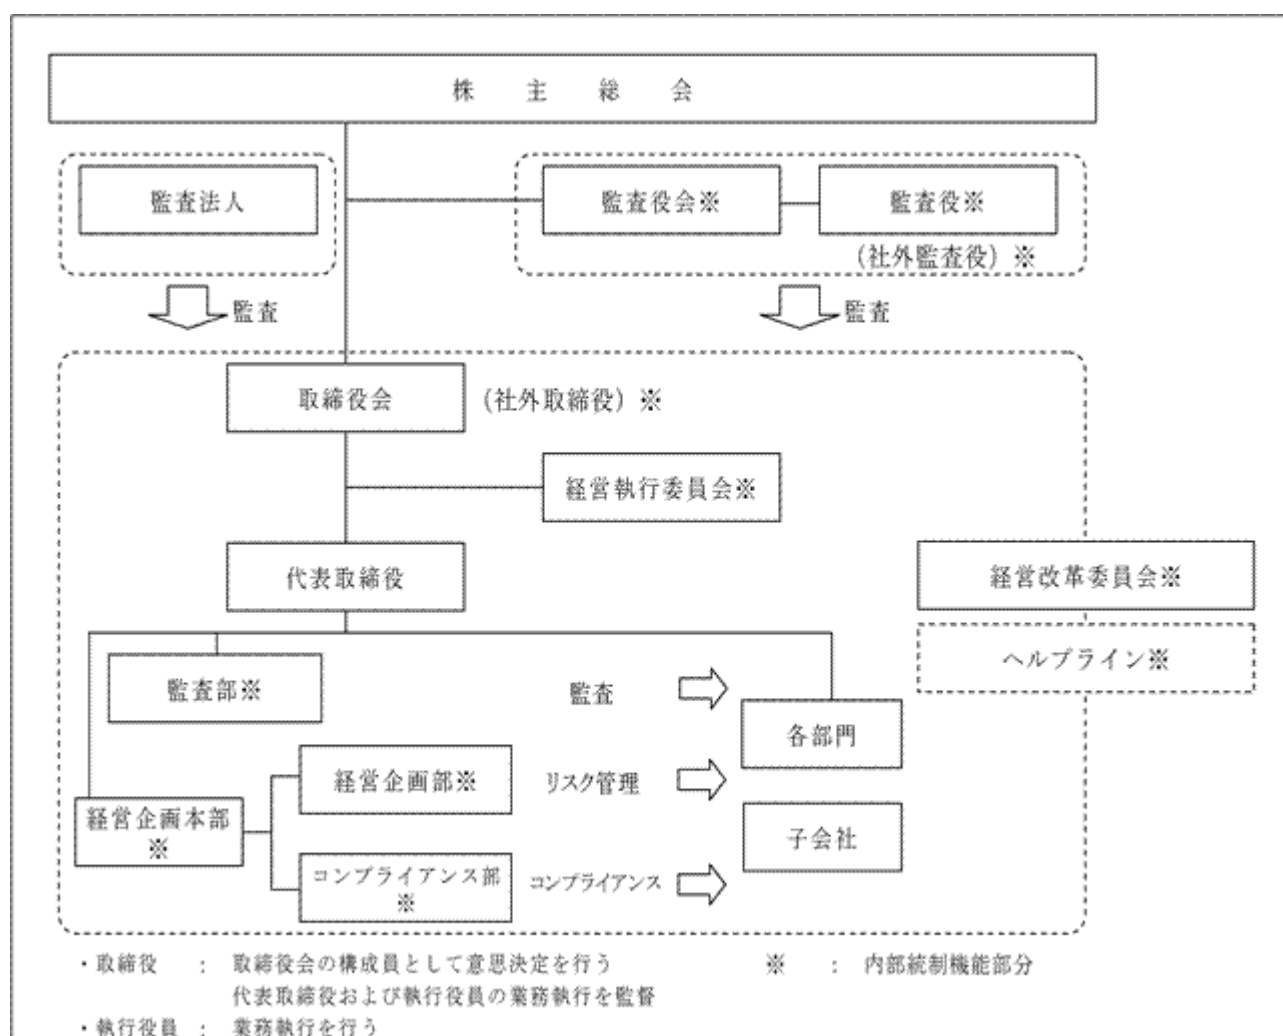 株主総会
監査法人
監査役会※
監査役※
(社外監査役)※
監査
監査
取締役会
(社外取締役)※
経営執行委員会※
代表取締役
経営改革委員会※
ヘルプライン※
監査部※
監査
各部門
経営企画部※
リスク管理
経営企画本部
※
子会社
コンプライアンス部
※
コンプライアンス
・取締役 : 取締役会の構成員として意思決定を行う
※ : 内部統制機能部分
代表取締役および執行役員の業務執行を監督
・執行役員 : 業務執行を行う